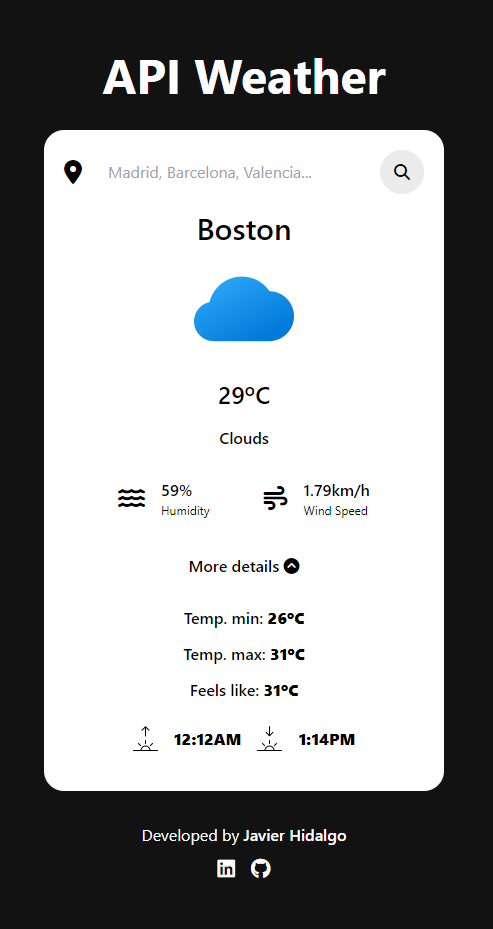 API Weather
Madrid, Barcelona, Valencia...
Boston
29ºC
Clouds
59%
Humidity
1.79km/h
Wind Speed
More details
Temp. min: 26ºC
Temp. max: 31ºC
Feels like: 31ºC
12:12AM 1:14PM
Developed by Javier Hidalgo
in